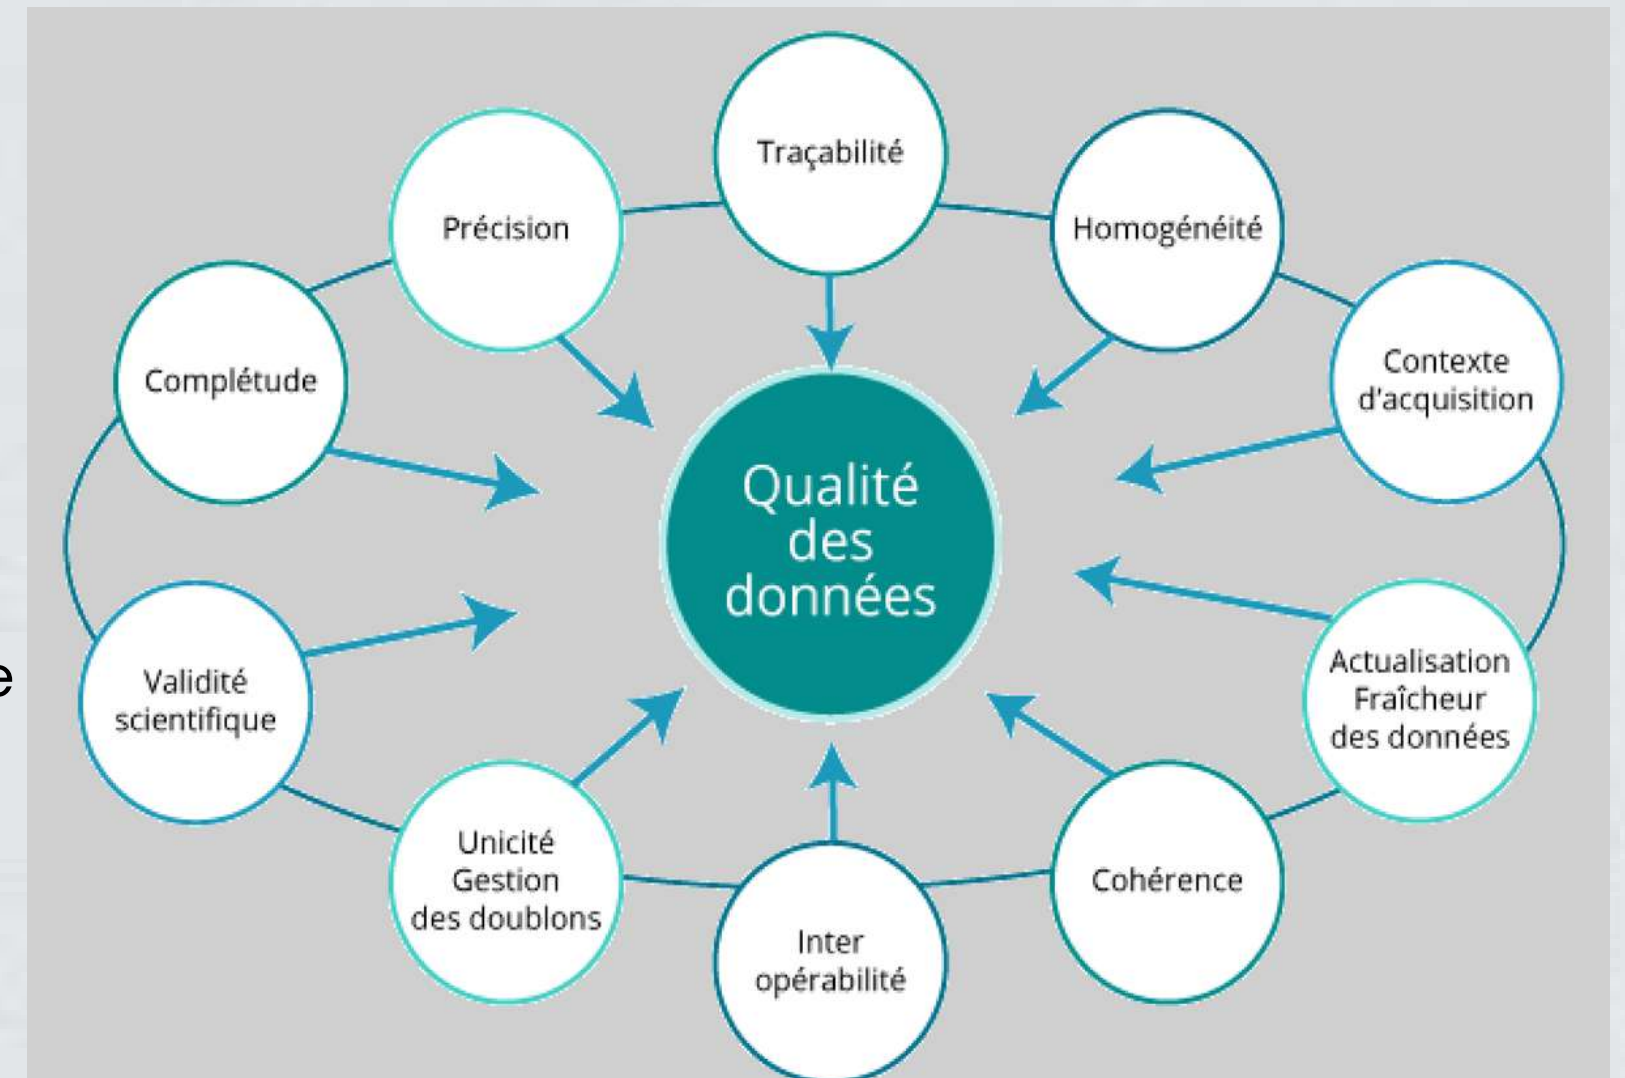 Traçabilité
Précision
Homogénéité
Contexte
d'acquisition
Complétude
Qualité
des
données
Actualisation
Fraîcheur
des données
Validité
scientifique
e
Unicité
Gestion
des doublons
Cohérence
Inter
opérabilité